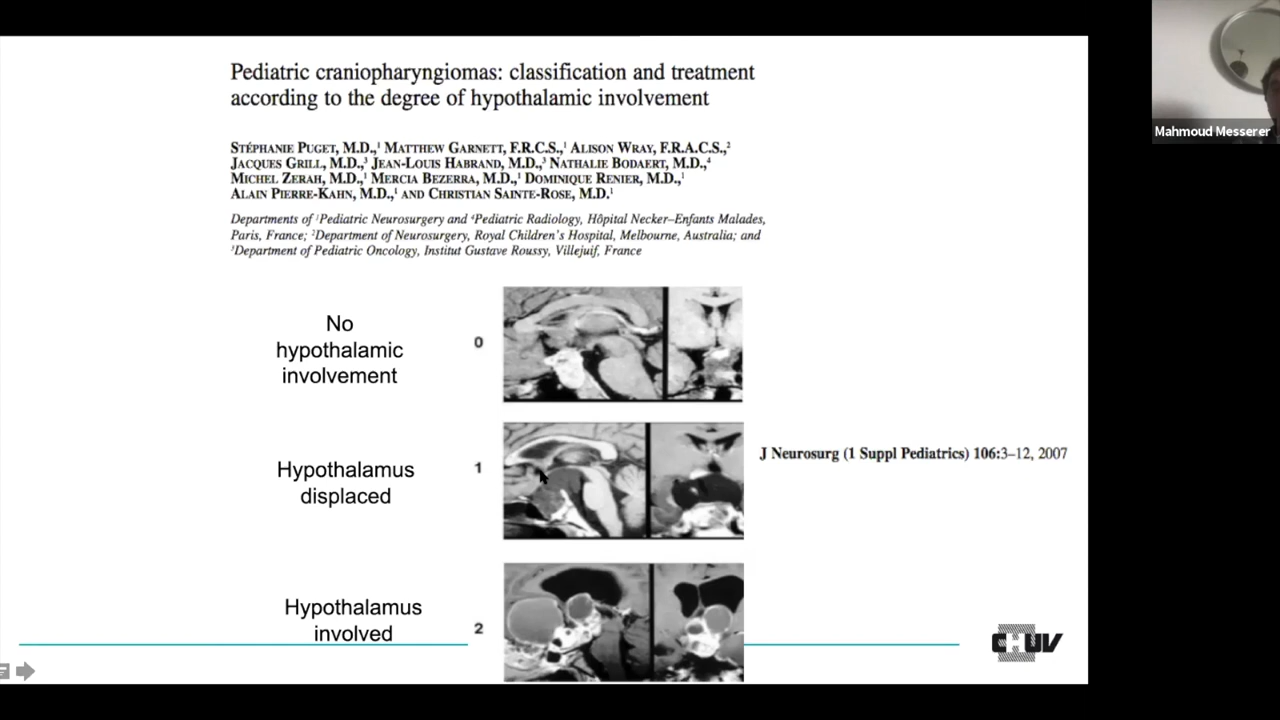 Pediatric craniopharyngiomas: classification and treatment
according to the degree of hypothalamic involvement
STÉPHANIE PUGET, M.D.,¹ MATTHEW GARNETT, F.R.C.S.,¹ ALISON WRAY, F.R.A.C.S.,²
JACQUES GRILL, M.D.,³ JEAN-LOUIS HABRAND, M.D.,³ NATHALIE BODAERT, M.D.,⁴
MICHEL ZERAH, M.D.,¹ MERCIA BEZERRA, M.D.,¹ DOMINIQUE RENIER, M.D.,¹
ALAIN PIERRE-KAHN, M.D.,¹ AND CHRISTIAN SAINTE-ROSE, M.D.¹
Departments of ¹Pediatric Neurosurgery and ⁴Pediatric Radiology, Hôpital Necker–Enfants Malades,
Paris, France; ²Department of Neurosurgery, Royal Children's Hospital, Melbourne, Australia; and
³Department of Pediatric Oncology, Institut Gustave Roussy, Villejuif, France
No
hypothalamic
involvement
0
Hypothalamus
displaced
1
J Neurosurg (1 Suppl Pediatrics) 106:3–12, 2007
Hypothalamus
involved
2
CHUV
Mahmoud Messerer